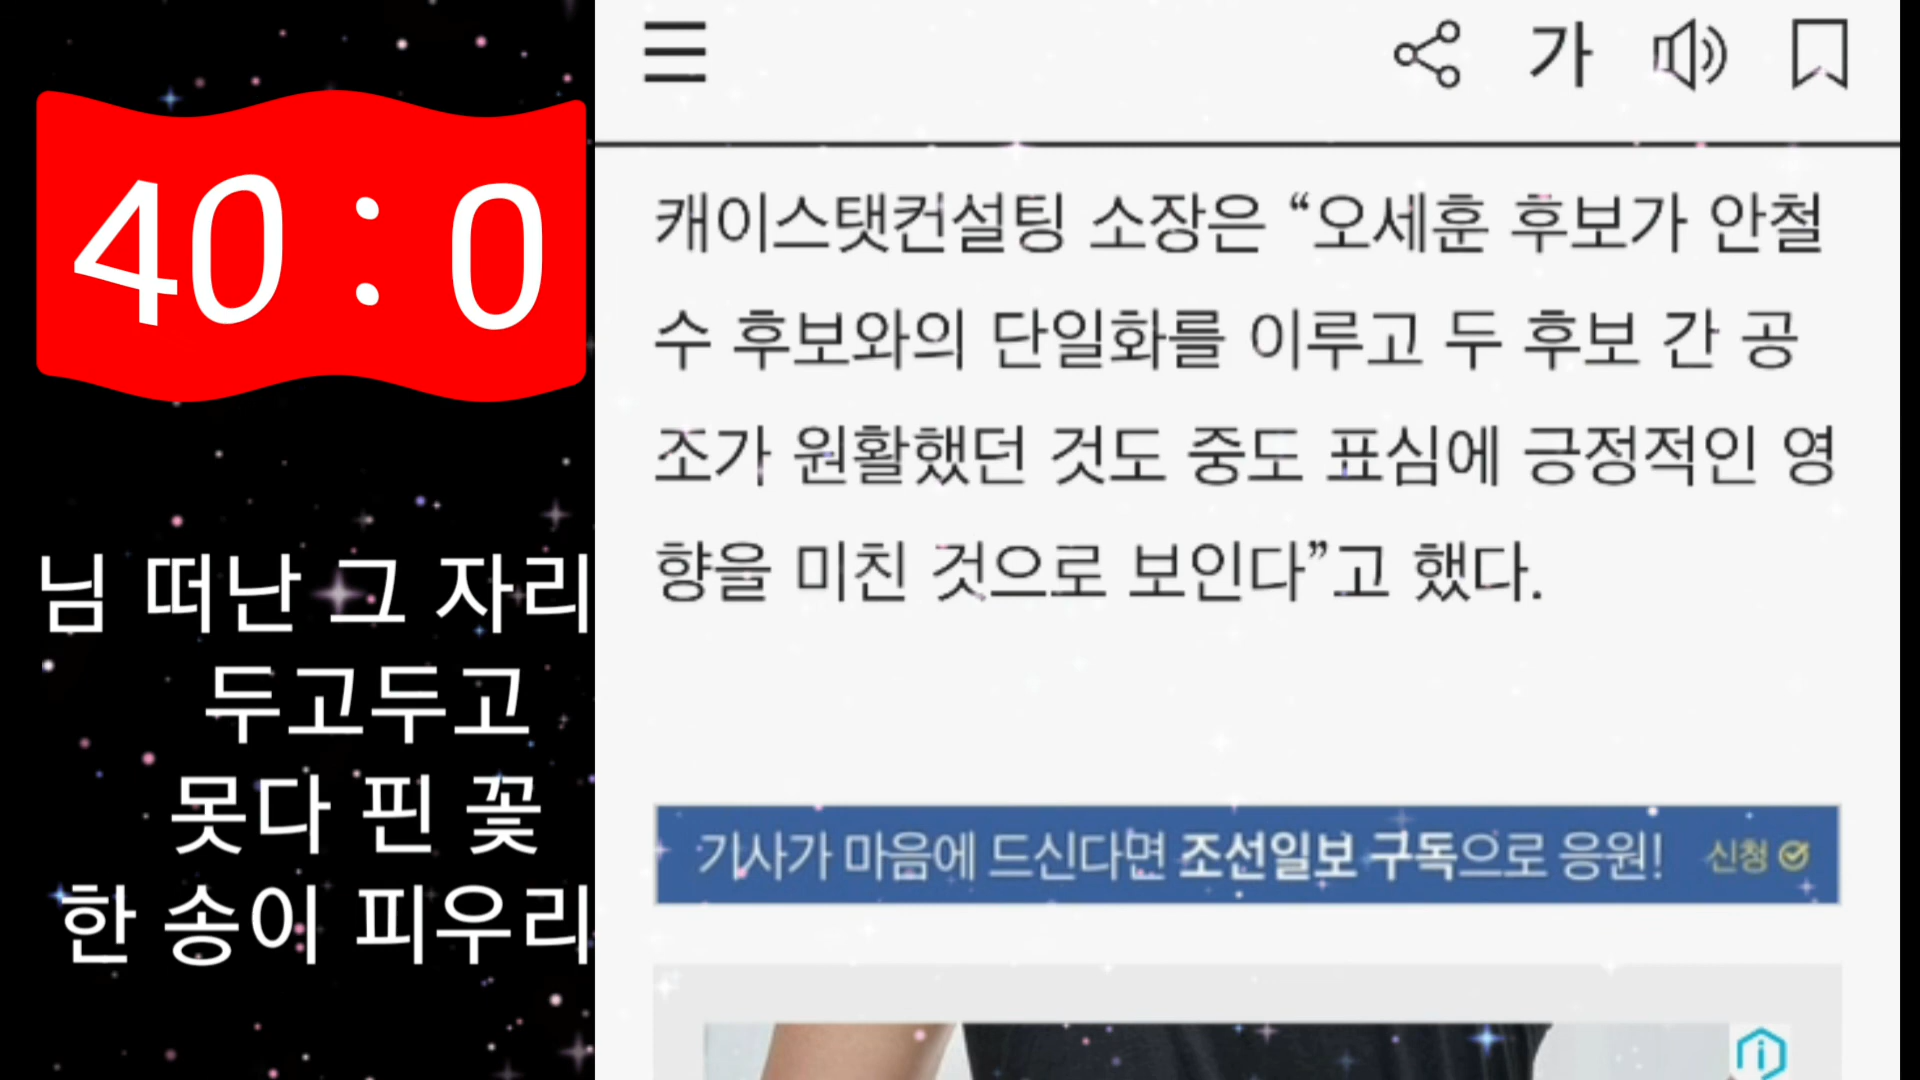 40 : 0
님 떠난 그 자리
두고두고
못다 핀 꽃
한 송이 피우리
가
캐이스탯컨설팅 소장은 “오세훈 후보가 안철
수 후보와의 단일화를 이루고 두 후보 간 공
조가 원활했던 것도 중도 표심에 긍정적인 영
향을 미친 것으로 보인다”고 했다.
기사가 마음에 드신다면 조선일보 구독으로 응원! 신청